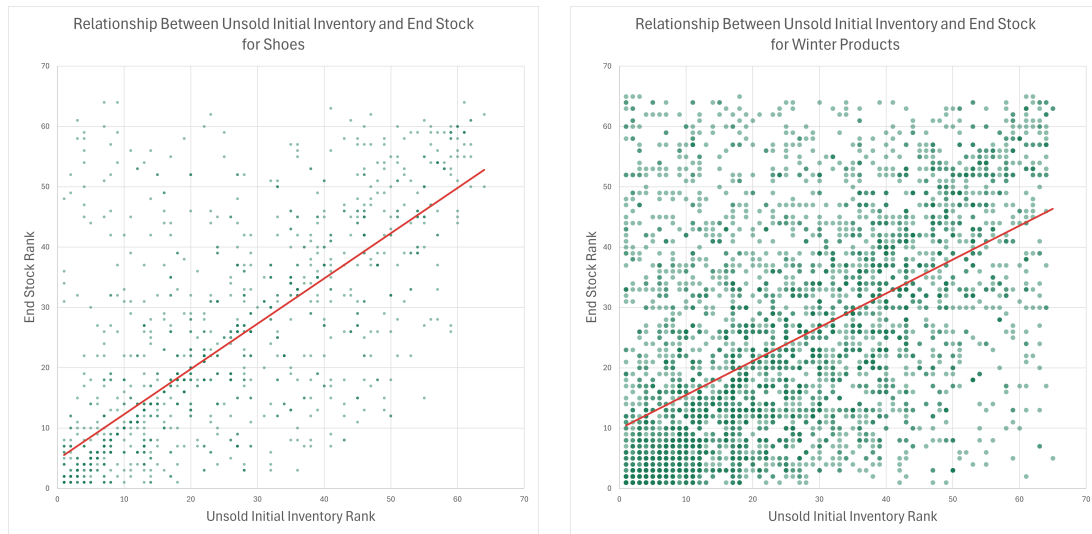 Relationship Between Unsold Initial Inventory and End Stock
for Shoes
70
60
50
40
30
20
10
0
End Stock Rank
0 10 20 30 40 50 60 70
Unsold Initial Inventory Rank
Relationship Between Unsold Initial Inventory and End Stock
for Winter Products
70
60
50
40
30
20
10
0
End Stock Rank
0 10 20 30 40 50 60 70
Unsold Initial Inventory Rank